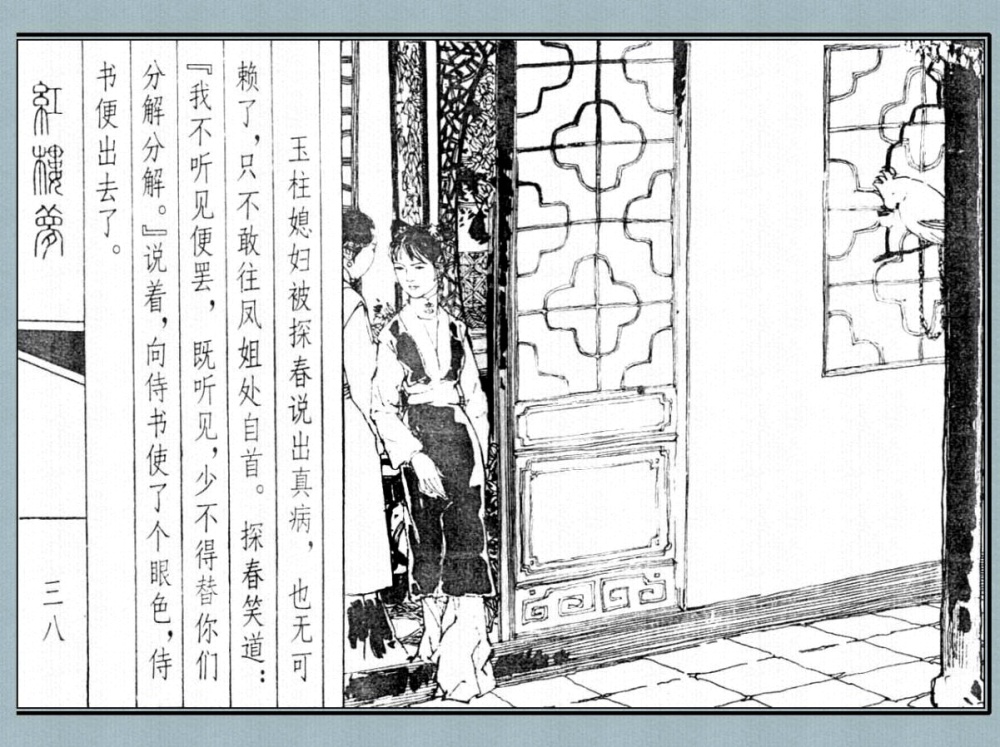 红楼梦
三八
玉柱媳妇被探春说出真病，也无可
赖了，只不敢往凤姐处自首。探春笑道：
『我不听见便罢，既听见，少不得替你们
分解分解。』说着，向侍书使了个眼色，侍
书便出去了。